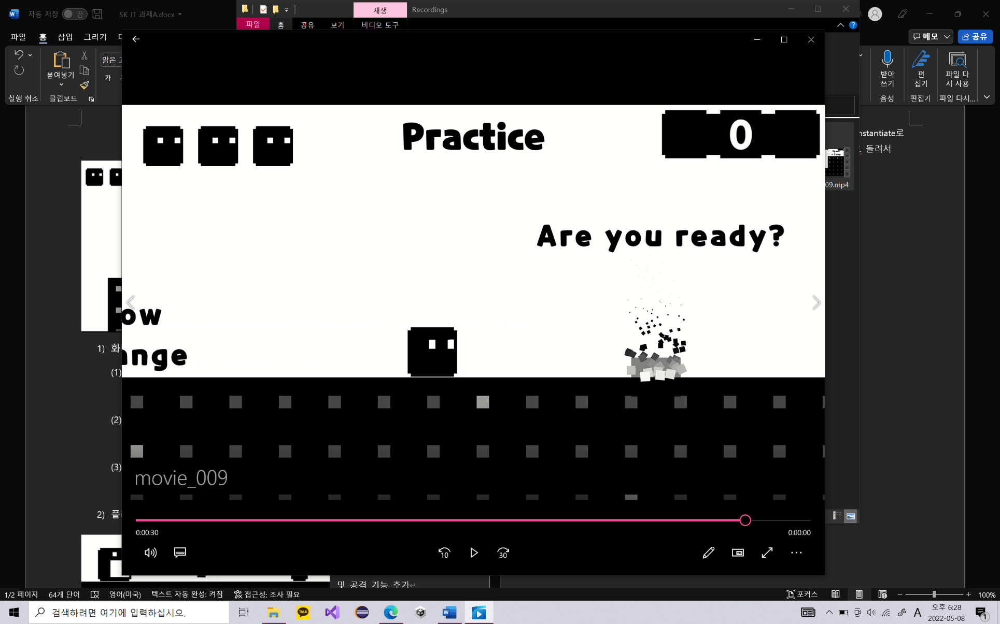 자동 저장
끔
SK JT 과제A.docx
재생
Recordings
파일
홈
공유
보기
비디오 도구
파일
홈
삽입
그리기
메모
공유
실행 취소
붙여넣기
클립보드
맑은 고
가
받아
쓰기
음성
편
집기
편집기
파일 다
시 사용
파일 다시...
Practice
0
Are you ready?
ow
ange
nstantiate로
돌려서
Space
= Jump
09.mp4
1) 화
(1)
(2)
(3)
2) 플
movie_009
0:00:30
0:00:00
10
30
및 공격 기능 추가
1/2 페이지
64개 단어
영어(미국)
텍스트 자동 완성: 켜짐
접근성: 조사 필요
포커스
100%
검색하려면 여기에 입력하십시오.
TALK
A
오후 6:28
2022-05-08
1